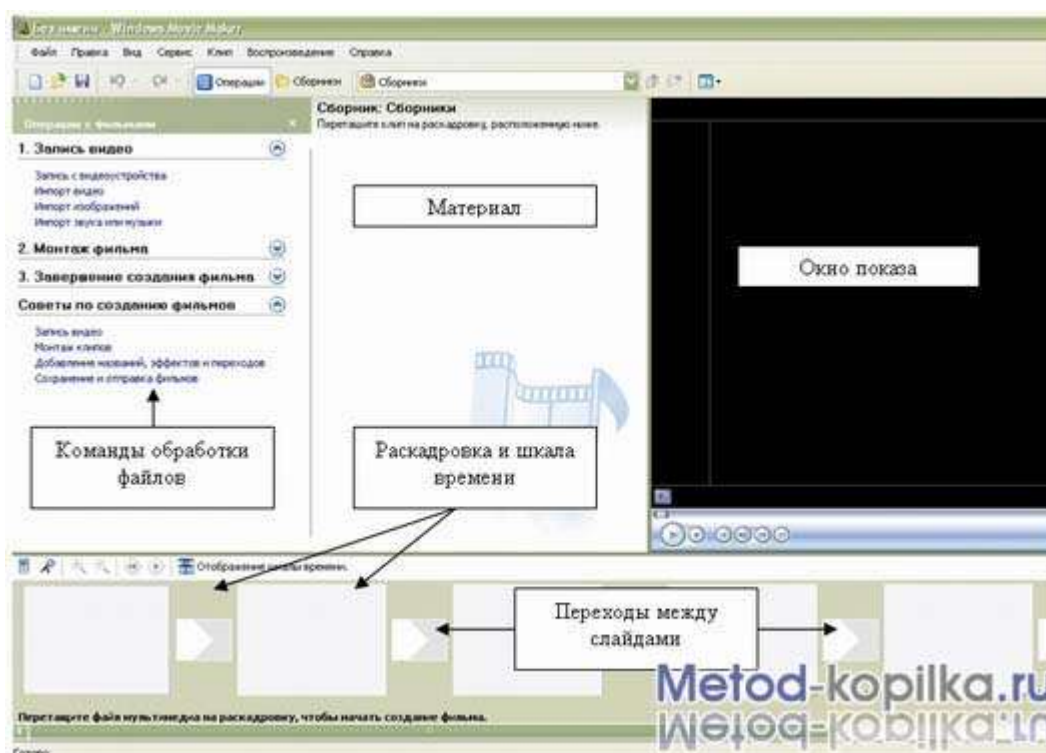 Без имени - Windows Movie Maker
Файл Правка Вид Сервис Клип Воспроизведение Справка
Операции Сборники Сборники
Операции с фильмами
1. Запись видео
Запись с видеоустройства
Импорт видео
Импорт изображений
Импорт звука или музыки
2. Монтаж фильма
3. Завершение создания фильма
Советы по созданию фильмов
Запись видео
Монтаж клипов
Добавление названий, эффектов и переходов
Сохранение и отправка фильмов
Команды обработки
файлов
Сборник: Сборники
Перетащите клип на раскадровку, расположенную ниже.
Материал
Раскадровка и шкала
времени
Окно показа
Отображение шкалы времени.
Переходы между
слайдами
Перетащите файл мультимедиа на раскадровку, чтобы начать создание фильма.
Metod-kopilka.ru
Готово